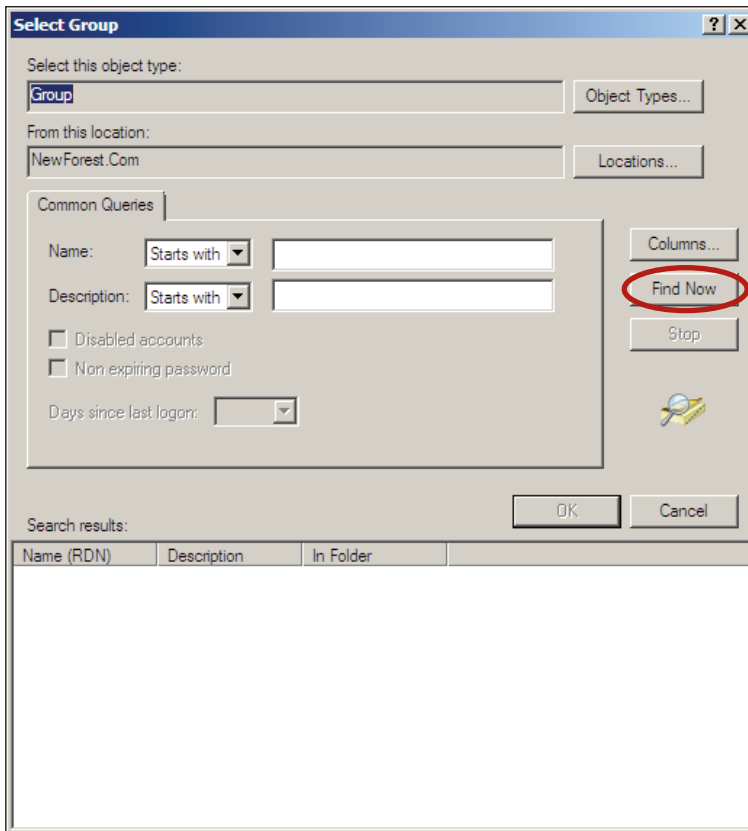 Select Group
Select this object type:
Group
Object Types...
From this location:
NewForest.Com
Locations...
Common Queries
Name:
Starts with
Columns...
Description:
Starts with
Find Now
Disabled accounts
Stop
Non expiring password
Days since last logon:
OK
Cancel
Search results:
Name (RDN)
Description
In Folder